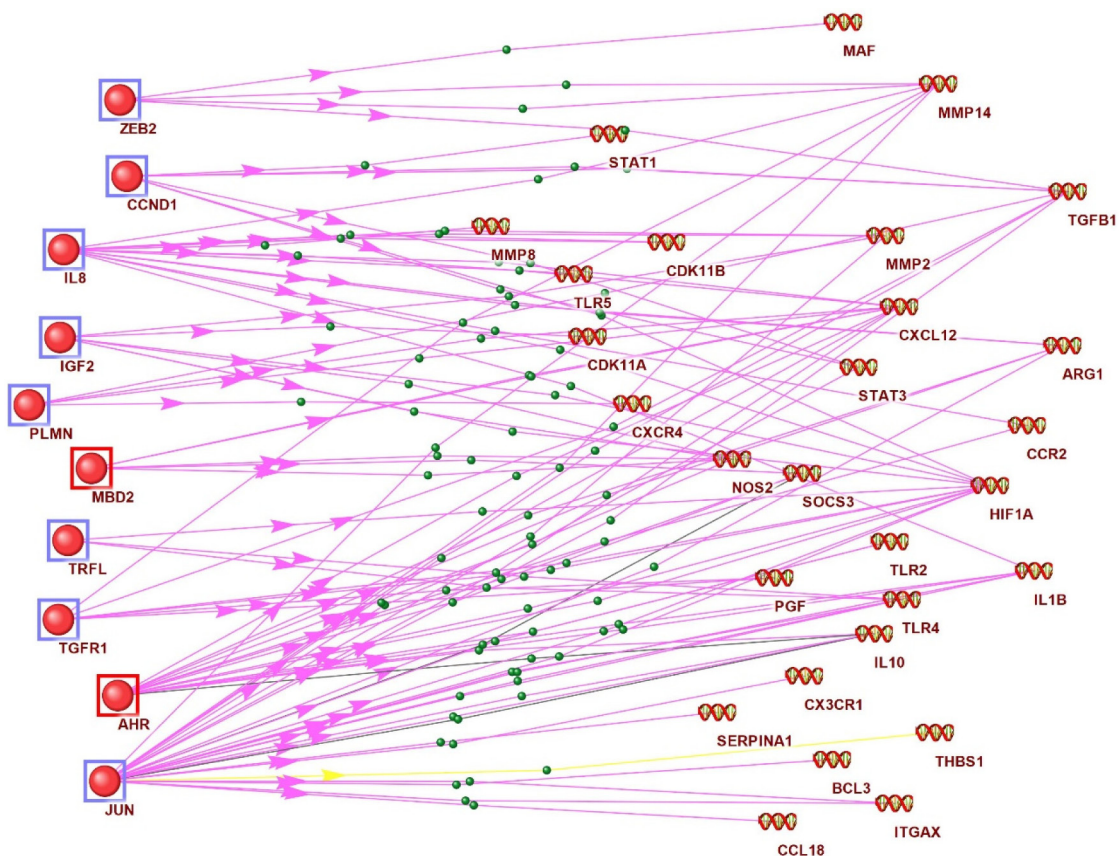 MAF
MMP14
ZEB2
STAT1
CCND1
TGFB1
MMP8
CDK11B
MMP2
IL8
TLR5
CXCL12
IGF2
CDK11A
ARG1
STAT3
PLMN
CXCR4
CCR2
MBD2
NOS2
SOCS3
HIF1A
TRFL
TLR2
IL1B
PGF
TLR4
TGFR1
IL10
CX3CR1
AHR
SERPINA1
THBS1
BCL3
JUN
ITGAX
CCL18